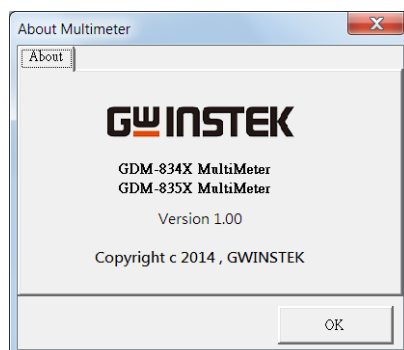 About Multimeter
About
GWINSTEK
GDM-834X MultiMeter
GDM-835X MultiMeter
Version 1.00
Copyright c 2014 , GWINSTEK
OK